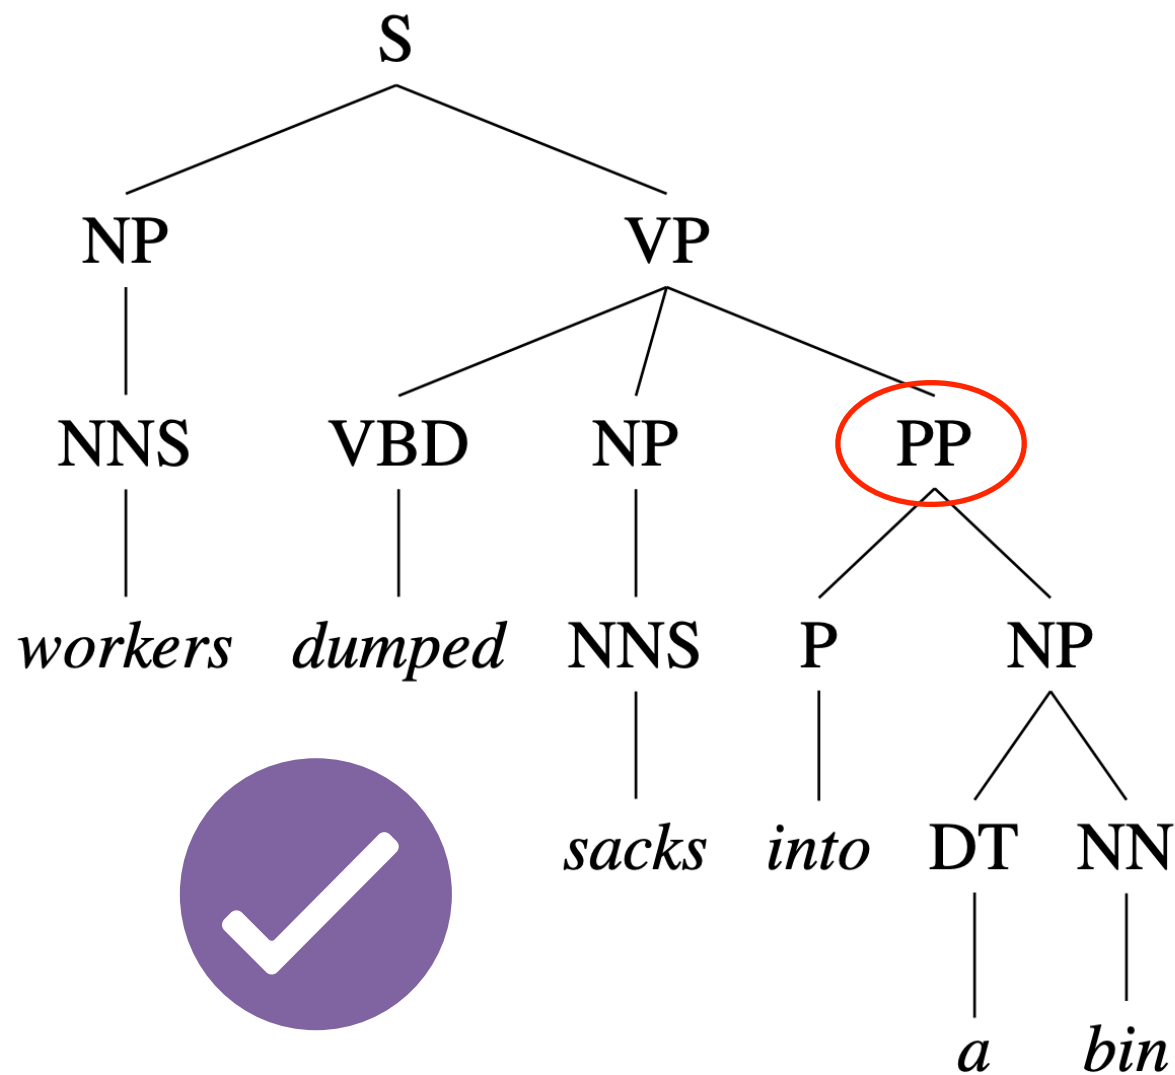 S
NP VP
NNS VBD NP PP
workers dumped NNS P NP
sacks into DT NN
a bin